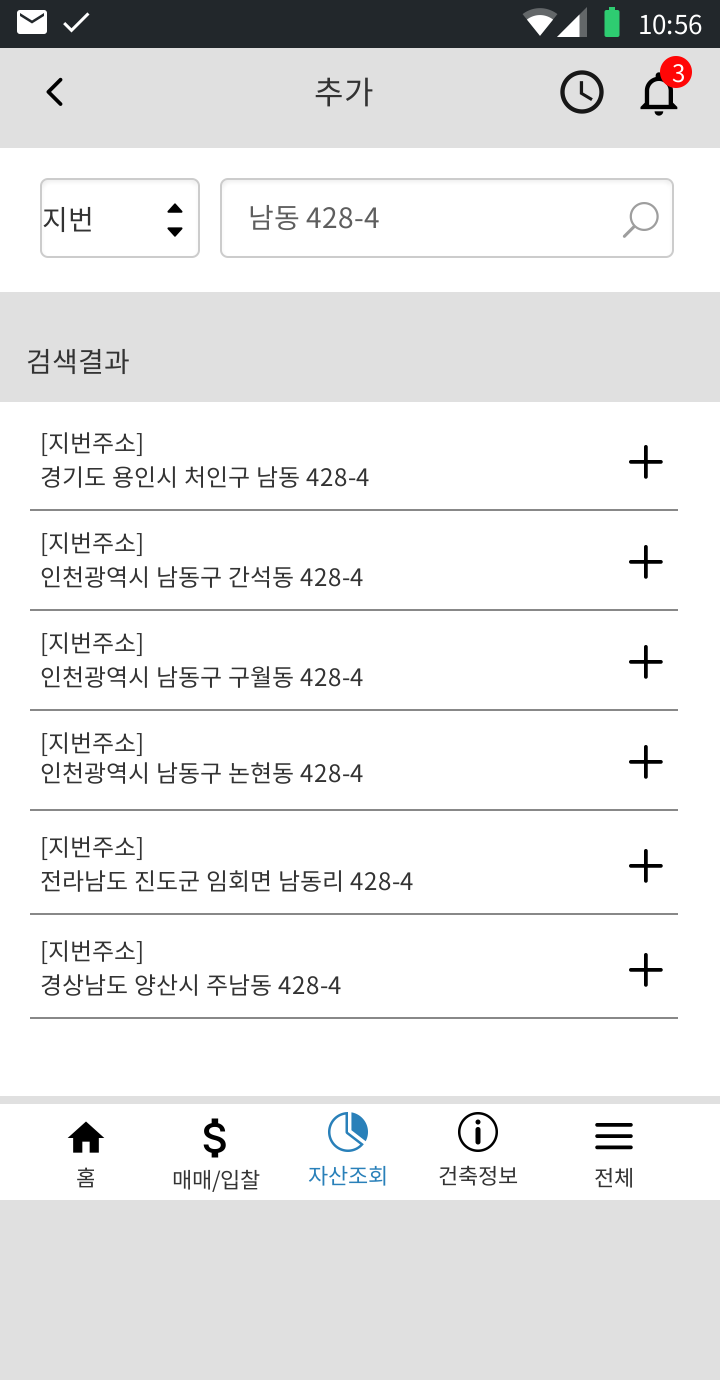 10:56
추가
3
지번
남동 428-4
검색결과
[지번주소]
경기도 용인시 처인구 남동 428-4
[지번주소]
인천광역시 남동구 간석동 428-4
[지번주소]
인천광역시 남동구 구월동 428-4
[지번주소]
인천광역시 남동구 논현동 428-4
[지번주소]
전라남도 진도군 임회면 남동리 428-4
[지번주소]
경상남도 양산시 주남동 428-4
홈
매매/입찰
자산조회
건축정보
전체